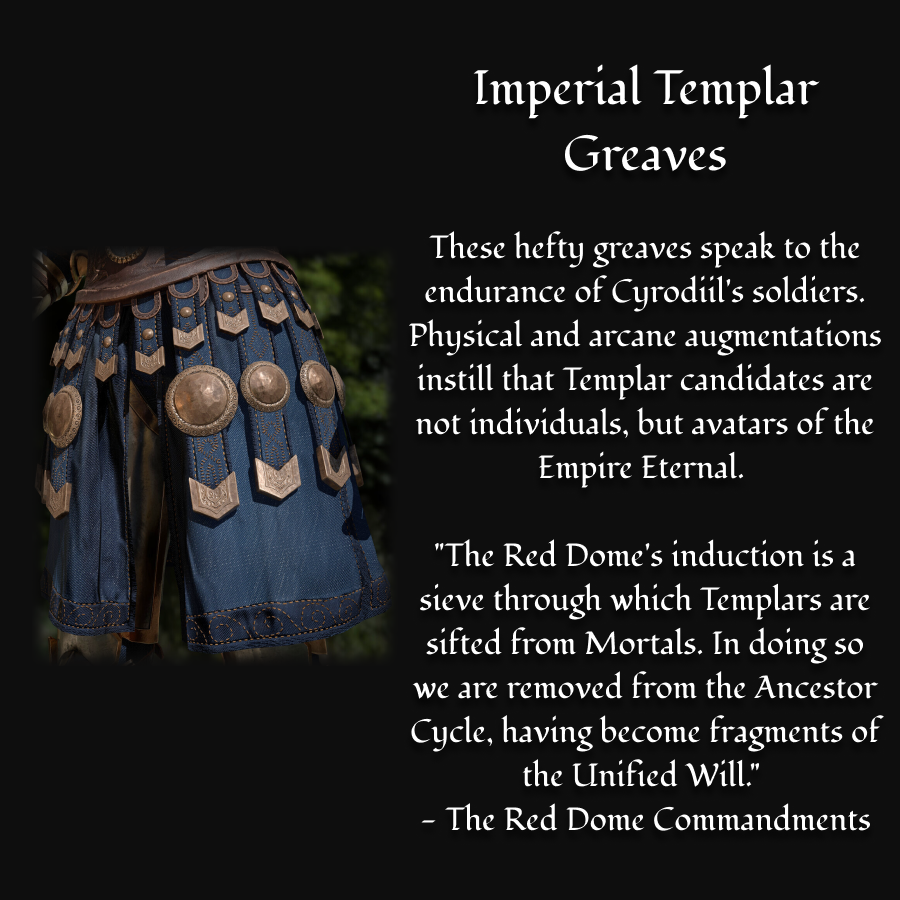 Imperial Templar
Greaves
These hefty greaves speak to the
endurance of Cyrodiil's soldiers.
Physical and arcane augmentations
instill that Templar candidates are
not individuals, but avatars of the
Empire Eternal.
"The Red Dome's induction is a
sieve through which Templars are
sifted from Mortals. In doing so
we are removed from the Ancestor
Cycle, having become fragments of
the Unified Will."
- The Red Dome Commandments